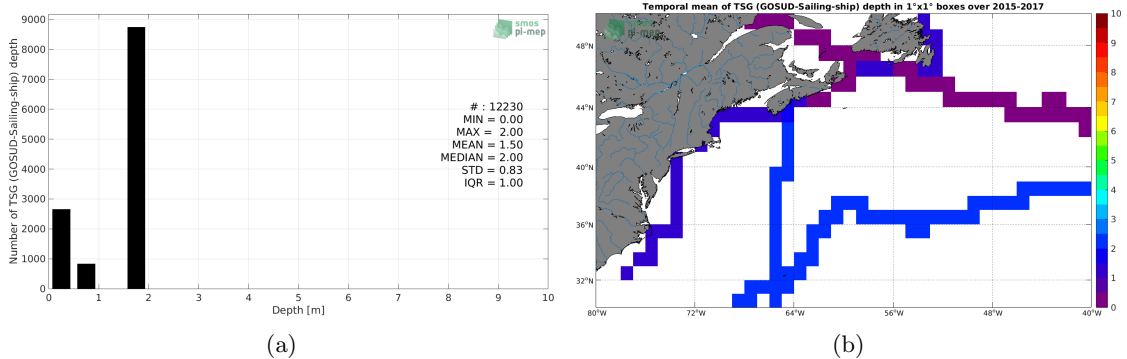 9000
8000
7000
6000
5000
4000
3000
2000
1000
0
Number of TSG (GOSUD-Sailing-ship) depth
smos
pi-mep
# : 12230
MIN = 0.00
MAX = 2.00
MEAN = 1.50
MEDIAN = 2.00
STD = 0.83
IQR = 1.00
0 1 2 3 4 5 6 7 8 9 10
Depth [m]
(a)
Temporal mean of TSG (GOSUD-Sailing-ship) depth in 1°x1° boxes over 2015-2017
smos
pi-mep
48°N
44°N
40°N
36°N
32°N
80°W 72°W 64°W 56°W 48°W 40°W
10
9
8
7
6
5
4
3
2
1
0
(b)